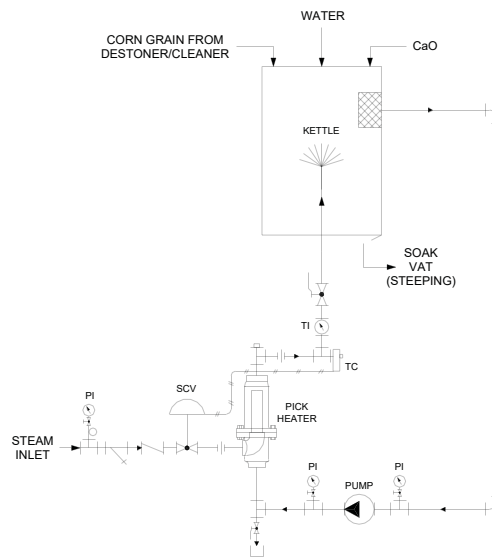 WATER
CORN GRAIN FROM
DESTONER/CLEANER
CaO
KETTLE
SOAK
VAT
(STEEPING)
TI
TC
SCV
PI
PICK
HEATER
STEAM
INLET
PI
PUMP
PI